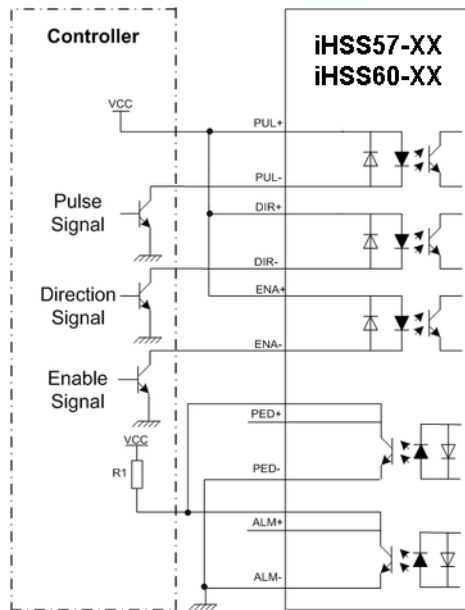 Controller
iHSS57-XX
iHSS60-XX
VCC
PUL+
PUL-
Pulse
Signal
DIR+
DIR-
Direction
Signal
ENA+
ENA-
Enable
Signal
PED+
VCC
R1
PED-
ALM+
ALM-